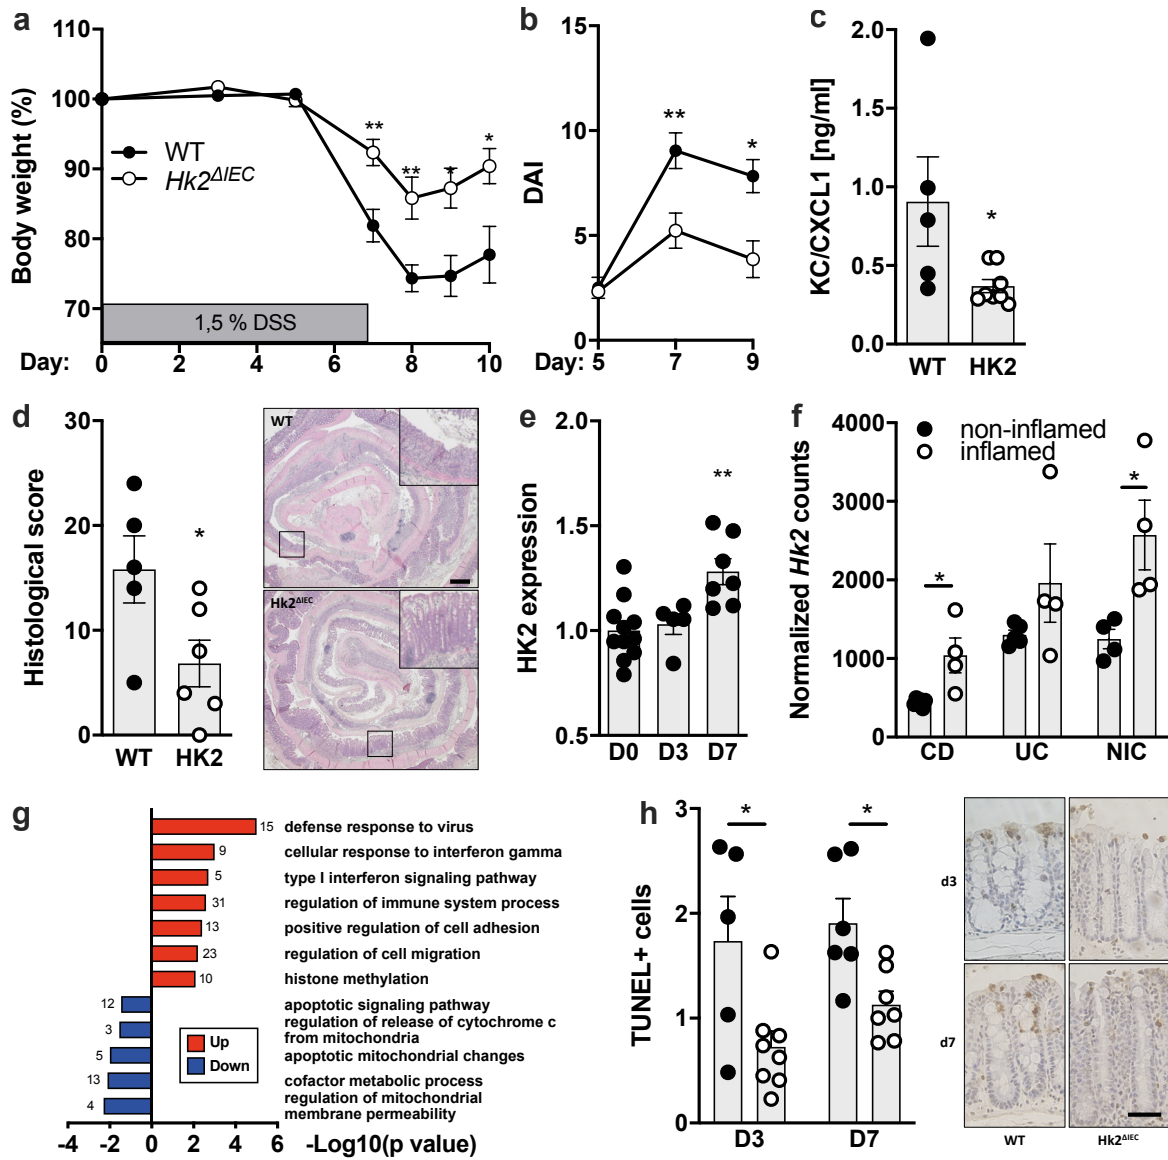 a
Body weight (%)
110
100
90
80
70
**
**
*
*
WT
Hk2ΔIEC
1,5 % DSS
Day:
0 2 4 6 8 10
b
DAI
15
10
5
0
**
*
Day:
5 7 9
c
KC/CXCL1 [ng/ml]
2.0
1.5
1.0
0.5
0.0
*
WT HK2
d
Histological score
30
20
10
0
*
WT HK2
WT
Hk2ΔIEC
e
HK2 expression
2.0
1.5
1.0
0.5
**
D0 D3 D7
f
Normalized Hk2 counts
4000
3000
2000
1000
0
non-inflamed
inflamed
*
*
CD UC NIC
g
15 defense response to virus
9 cellular response to interferon gamma
5 type I interferon signaling pathway
31 regulation of immune system process
13 positive regulation of cell adhesion
23 regulation of cell migration
10 histone methylation
12 apoptotic signaling pathway
3 regulation of release of cytochrome c
from mitochondria
5 apoptotic mitochondrial changes
13 cofactor metabolic process
4 regulation of mitochondrial
membrane permeability
Up
Down
-4 -2 0 2 4 6 -Log10(p value)
h
TUNEL+ cells
3
2
1
0
*
*
D3 D7
d3
d7
WT Hk2ΔIEC